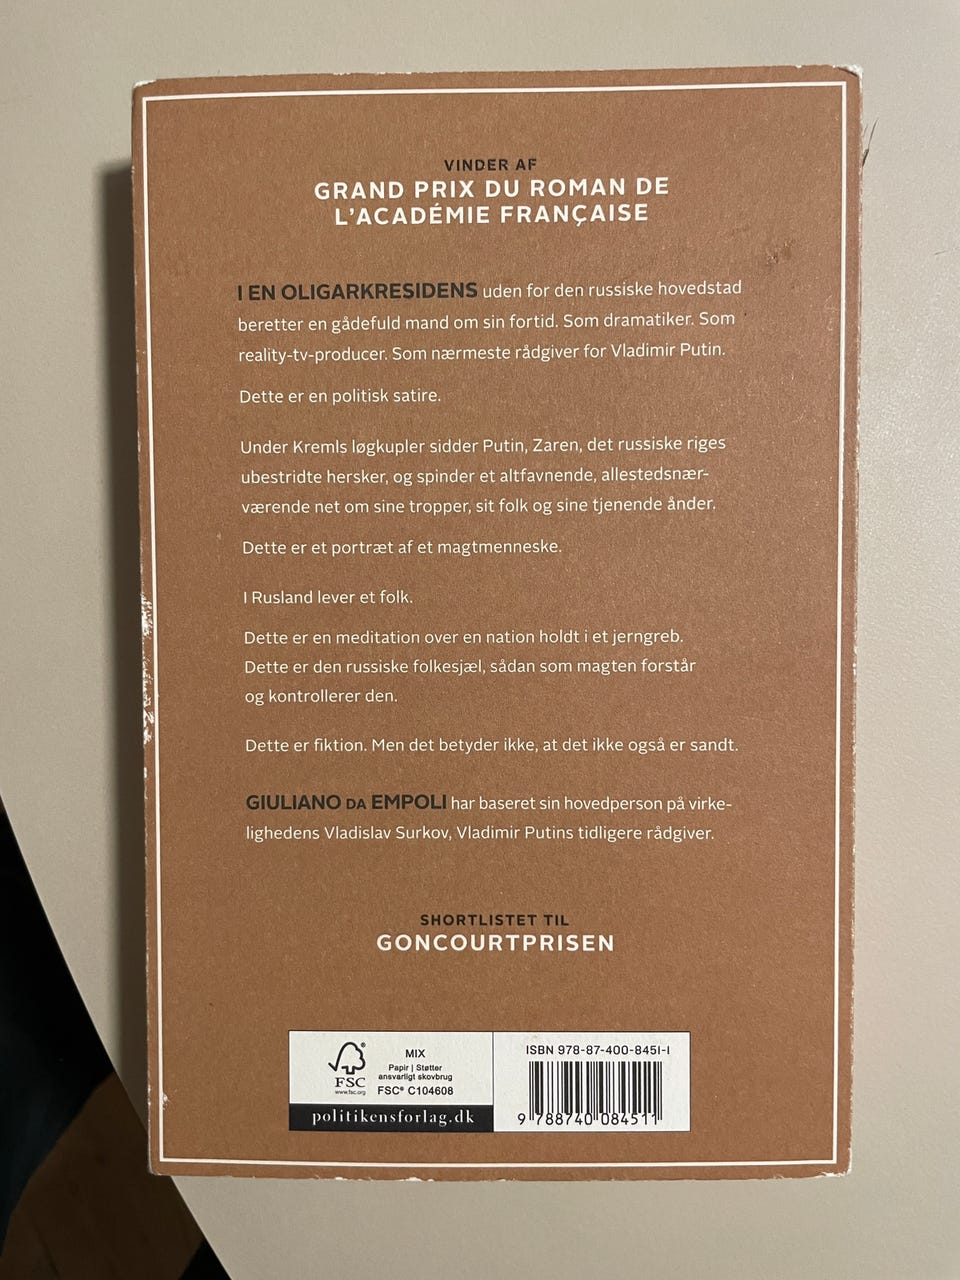 VINDER AF
GRAND PRIX DU ROMAN DE
L'ACADÉMIE FRANÇAISE
I EN OLIGARKRESIDENS uden for den russiske hovedstad
beretter en gådefuld mand om sin fortid. Som dramatiker. Som
reality-tv-producer. Som nærmeste rådgiver for Vladimir Putin.
Dette er en politisk satire.
Under Kremls løgkupler sidder Putin, Zaren, det russiske riges
ubestridte hersker, og spinder et altfavnende, allestedsnær-
værende net om sine tropper, sit folk og sine tjenende ånder.
Dette er et portræt af et magtmenneske.
I Rusland lever et folk.
Dette er en meditation over en nation holdt i et jerngreb.
Dette er den russiske folkesjæl, sådan som magten forstår
og kontrollerer den.
Dette er fiktion. Men det betyder ikke, at det ikke også er sandt.
GIULIANO DA EMPOLI har baseret sin hovedperson på virke-
lighedens Vladislav Surkov, Vladimir Putins tidligere rådgiver.
SHORTLISTET TIL
GONCOURTPRISEN
FSC®
www.fsc.org
MIX
Papir | Støtter
ansvarligt skovbrug
FSC® C104608
politikensforlag.dk
ISBN 978-87-400-8451-1
9 788740 084511